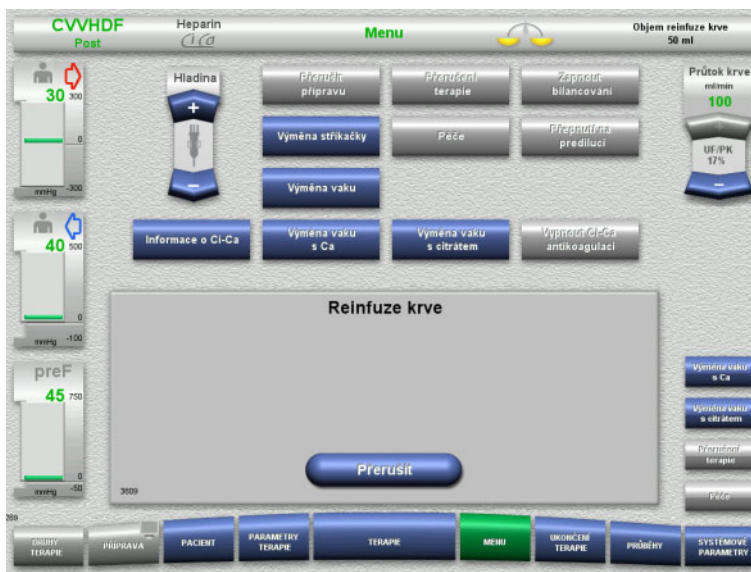 CVVHDF
Post
Heparin
Ci Ca
Menu
Objem reinfuze krve
50 ml
30
300
0
mmHg
-300
Hladina
+
−
Přerušit
přípravu
Přerušení
terapie
Zapnout
bilancování
Průtok krve
ml/min
100
UF/PK
17%
−
Výměna stříkačky
Péče
Přepnutí na
prediluci
Výměna vaku
40
500
0
mmHg
-100
Informace o Ci-Ca
Výměna vaku
s Ca
Výměna vaku
s citrátem
Vypnout Ci-Ca
antikoagulaci
Reinfuze krve
Přerušit
3609
preF
45
750
0
mmHg
-50
Výměna vaku
s Ca
Výměna vaku
s citrátem
Přerušení
terapie
Péče
DRUHY
TERAPIE
PŘÍPRAVA
PACIENT
PARAMETRY
TERAPIE
TERAPIE
MENU
UKONČENÍ
TERAPIE
PRŮBĚHY
SYSTÉMOVÉ
PARAMETRY